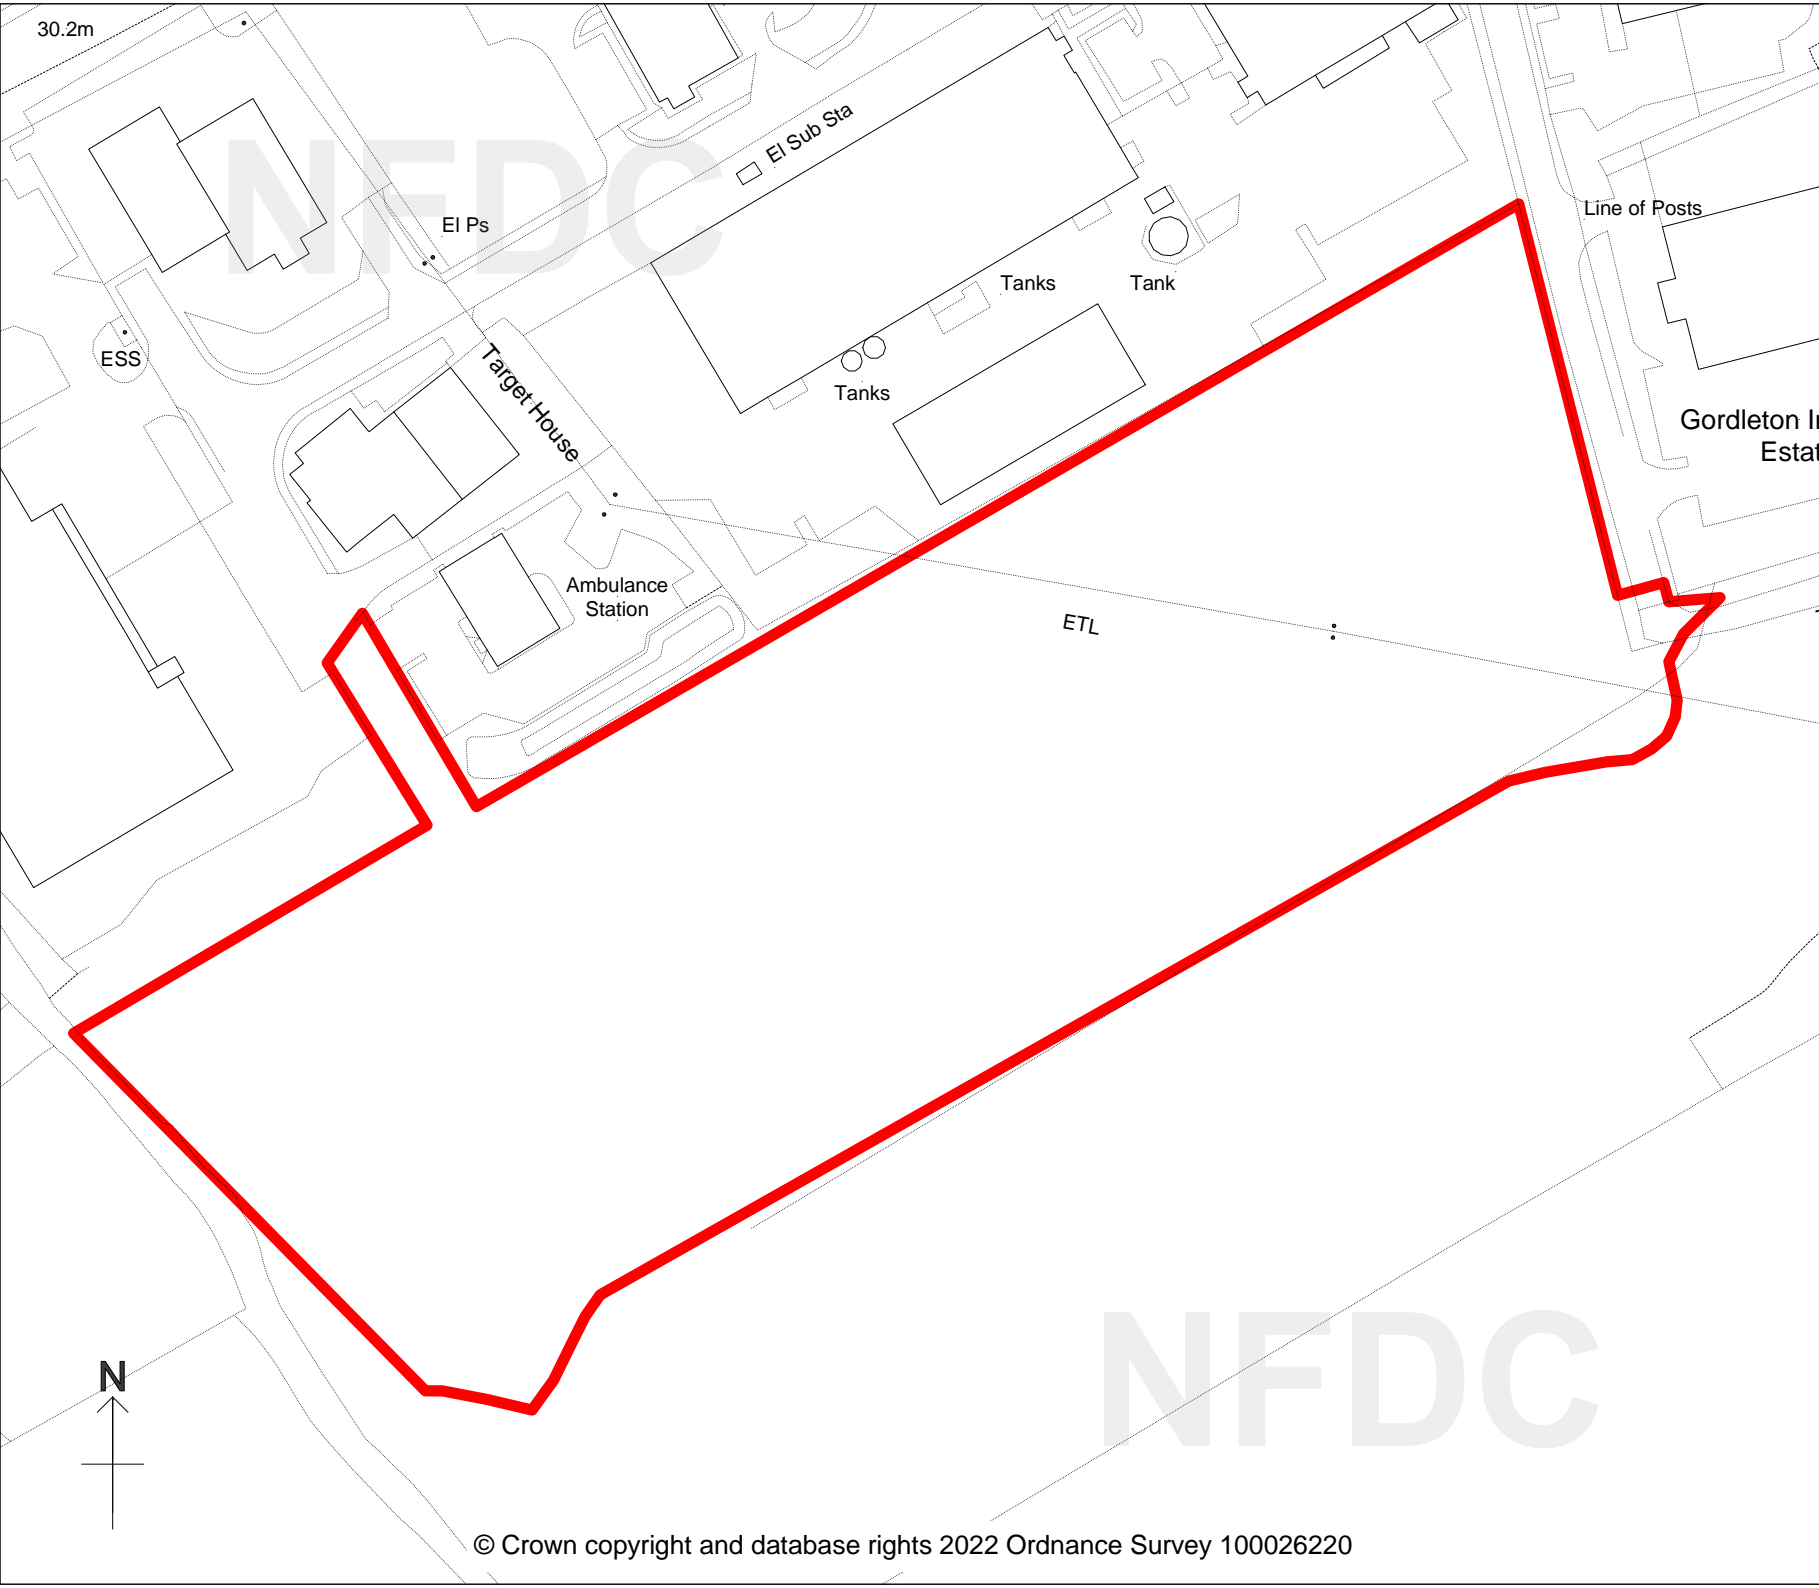 30.2m
NFDC
El Sub Sta
El Ps
Line of Posts
Tanks
Tank
ESS
Target House
Tanks
Gordleton I
Estat
Ambulance
Station
ETL
NFDC
N
© Crown copyright and database rights 2022 Ordnance Survey 100026220